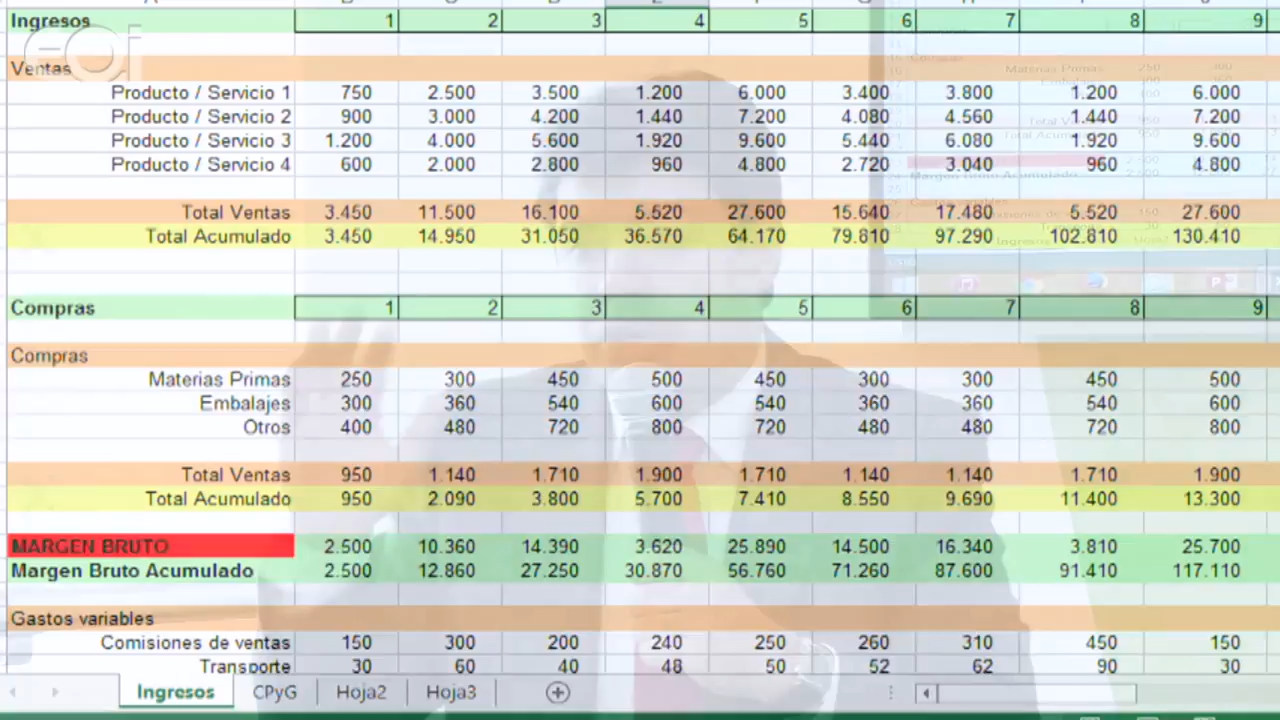 Ingresos 1 2 3 4 5 6 7 8 9
eoi
Ventas
Producto / Servicio 1 750 2.500 3.500 1.200 6.000 3.400 3.800 1.200 6.000
Producto / Servicio 2 900 3.000 4.200 1.440 7.200 4.080 4.560 1.440 7.200
Producto / Servicio 3 1.200 4.000 5.600 1.920 9.600 5.440 6.080 1.920 9.600
Producto / Servicio 4 600 2.000 2.800 960 4.800 2.720 3.040 960 4.800
Total Ventas 3.450 11.500 16.100 5.520 27.600 15.640 17.480 5.520 27.600
Total Acumulado 3.450 14.950 31.050 36.570 64.170 79.810 97.290 102.810 130.410
Compras 1 2 3 4 5 6 7 8 9
Compras
Materias Primas 250 300 450 500 450 300 300 450 500
Embalajes 300 360 540 600 540 360 360 540 600
Otros 400 480 720 800 720 480 480 720 800
Total Ventas 950 1.140 1.710 1.900 1.710 1.140 1.140 1.710 1.900
Total Acumulado 950 2.090 3.800 5.700 7.410 8.550 9.690 11.400 13.300
MARGEN BRUTO 2.500 10.360 14.390 3.620 25.890 14.500 16.340 3.810 25.700
Margen Bruto Acumulado 2.500 12.860 27.250 30.870 56.760 71.260 87.600 91.410 117.110
Gastos variables
Comisiones de ventas 150 300 200 240 250 260 310 450 150
Transporte 30 60 40 48 50 52 62 90 30
Ingresos CPyG Hoja2 Hoja3